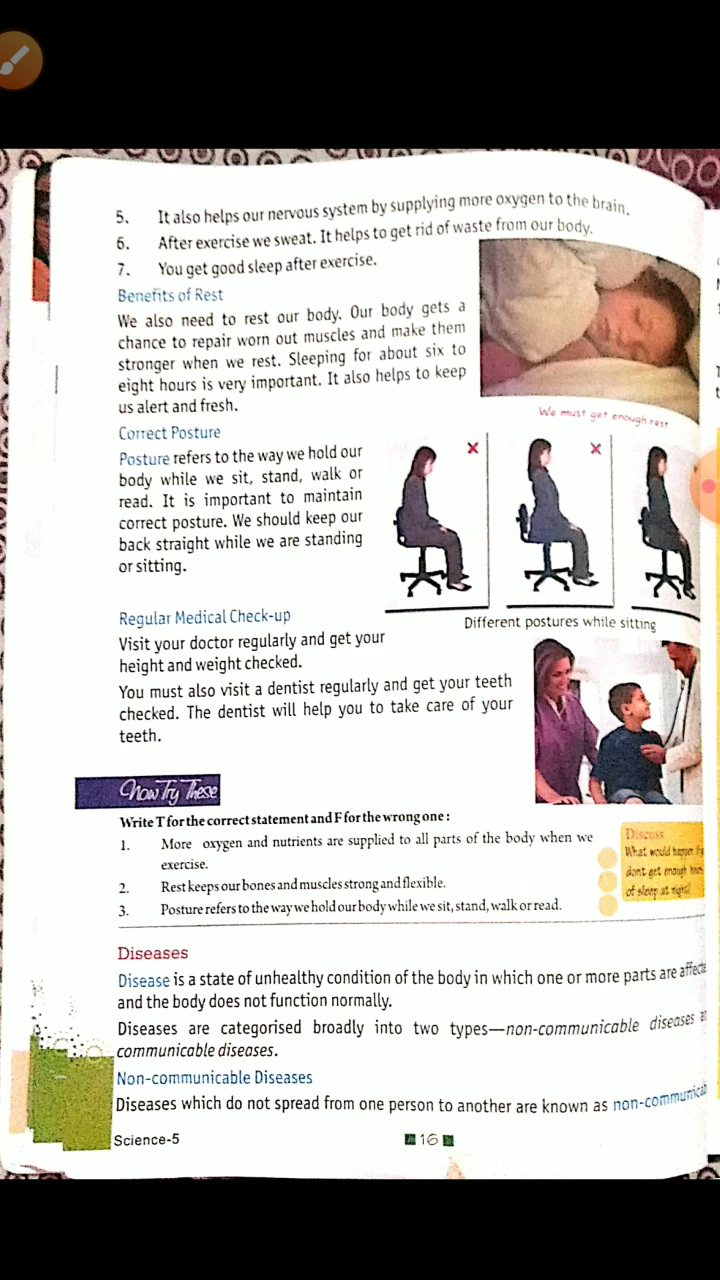 5. It also helps our nervous system by supplying more oxygen to the brain.
6. After exercise we sweat. It helps to get rid of waste from our body.
7. You get good sleep after exercise.
Benefits of Rest
We also need to rest our body. Our body gets a
chance to repair worn out muscles and make them
stronger when we rest. Sleeping for about six to
eight hours is very important. It also helps to keep
us alert and fresh.
We must get enough rest
Correct Posture
Posture refers to the way we hold our
body while we sit, stand, walk or
read. It is important to maintain
correct posture. We should keep our
back straight while we are standing
or sitting.
Different postures while sitting
Regular Medical Check-up
Visit your doctor regularly and get your
height and weight checked.
You must also visit a dentist regularly and get your teeth
checked. The dentist will help you to take care of your
teeth.
Now Try These
Write T for the correct statement and F for the wrong one :
1. More oxygen and nutrients are supplied to all parts of the body when we
exercise.
2. Rest keeps our bones and muscles strong and flexible.
3. Posture refers to the way we hold our body while we sit, stand, walk or read.
Discuss
What would happen
dont get enough
of sleep at night?
Diseases
Disease is a state of unhealthy condition of the body in which one or more parts are affecte
and the body does not function normally.
Diseases are categorised broadly into two types—non-communicable diseases
communicable diseases.
Non-communicable Diseases
Diseases which do not spread from one person to another are known as non-communicab
Science-5
16